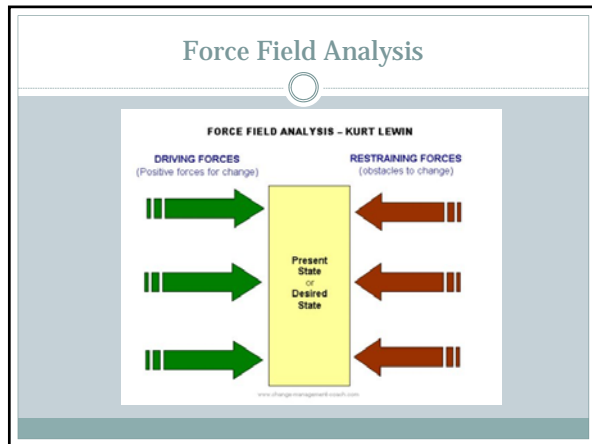 Force Field Analysis
FORCE FIELD ANALYSIS – KURT LEWIN
DRIVING FORCES
(Positive forces for change)
RESTRAINING FORCES
(obstacles to change)
Present
State
or
Desired
State
www.change-management-coach.com